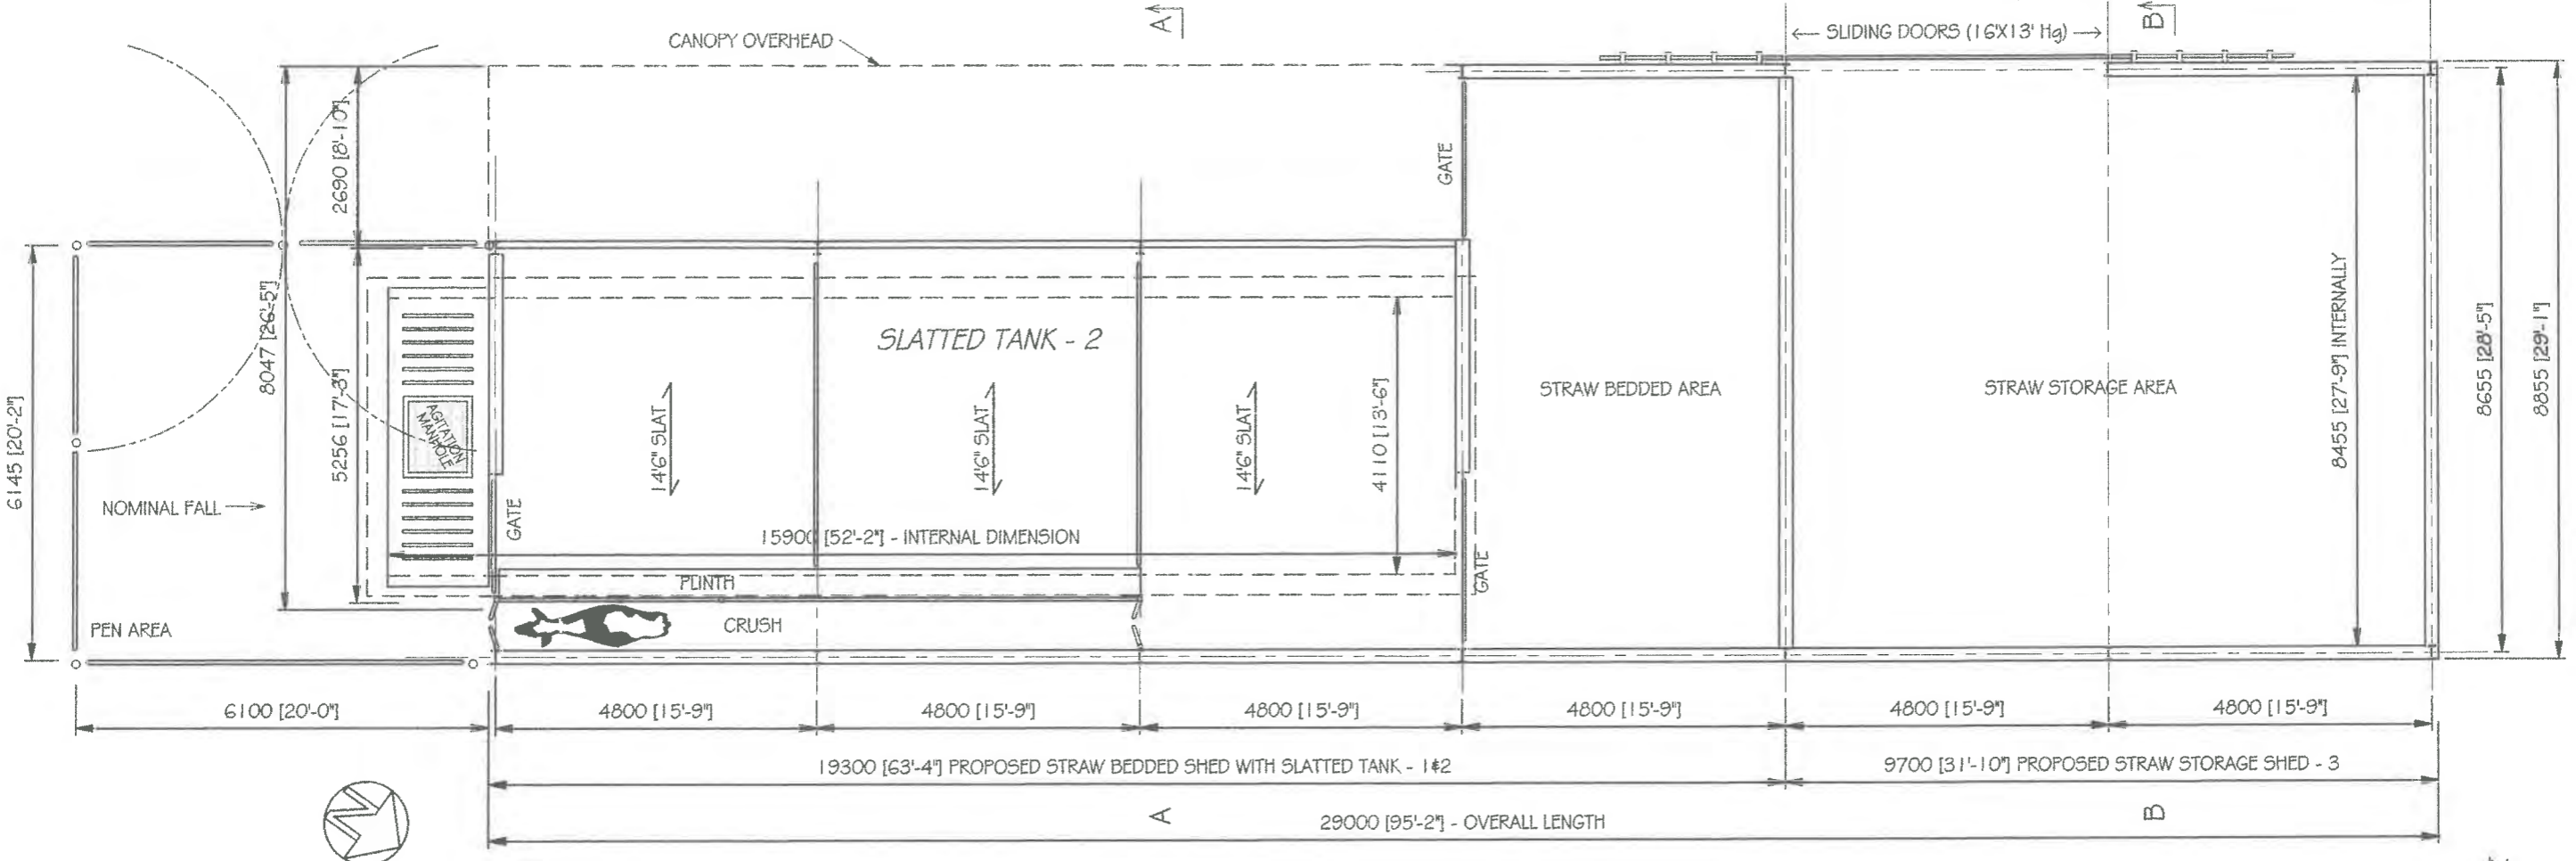 A
B
CANOPY OVERHEAD
SLIDING DOORS (16'X13' Hg)
2690 [8'-10"]
GATE
8047 [26'-5"]
5256 [17'-3"]
6145 [20'-2"]
SLATTED TANK - 2
14'6" SLAT
14'6" SLAT
14'6" SLAT
4110 [13'-6"]
STRAW BEDDED AREA
STRAW STORAGE AREA
8455 [27'-9"] INTERNALLY
8655 [28'-5"]
8855 [29'-1"]
AGITATION
MANHOLE
NOMINAL FALL
GATE
15900 [52'-2"] - INTERNAL DIMENSION
GATE
PLINTH
PEN AREA
CRUSH
6100 [20'-0"]
4800 [15'-9"]
4800 [15'-9"]
4800 [15'-9"]
4800 [15'-9"]
4800 [15'-9"]
4800 [15'-9"]
19300 [63'-4"] PROPOSED STRAW BEDDED SHED WITH SLATTED TANK - 1&2
9700 [31'-10"] PROPOSED STRAW STORAGE SHED - 3
N
A
29000 [95'-2"] - OVERALL LENGTH
B